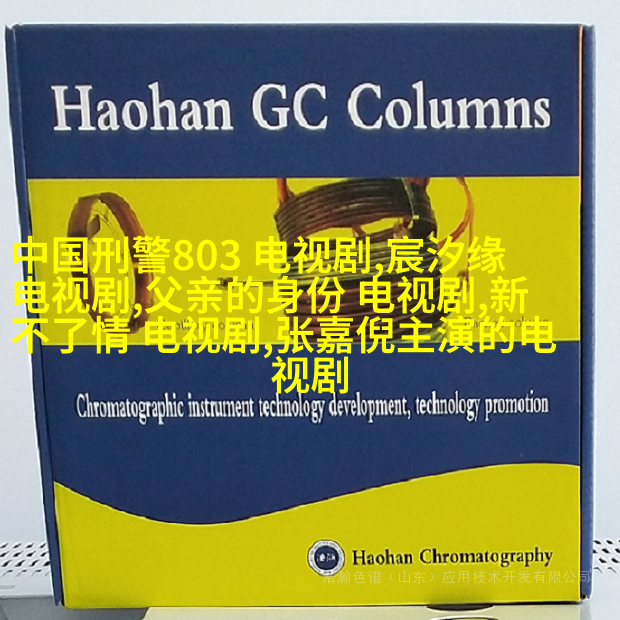 Haohan GC Columns
中国刑警803 电视剧,宸汐缘
电视剧,父亲的身份 电视剧,新
不了情 电视剧,张嘉倪主演的电
视剧
Chromatographic instrument technology development, technology promotion
Haohan Chromatography
浩瀚色谱（山东）应用技术开发有限公司